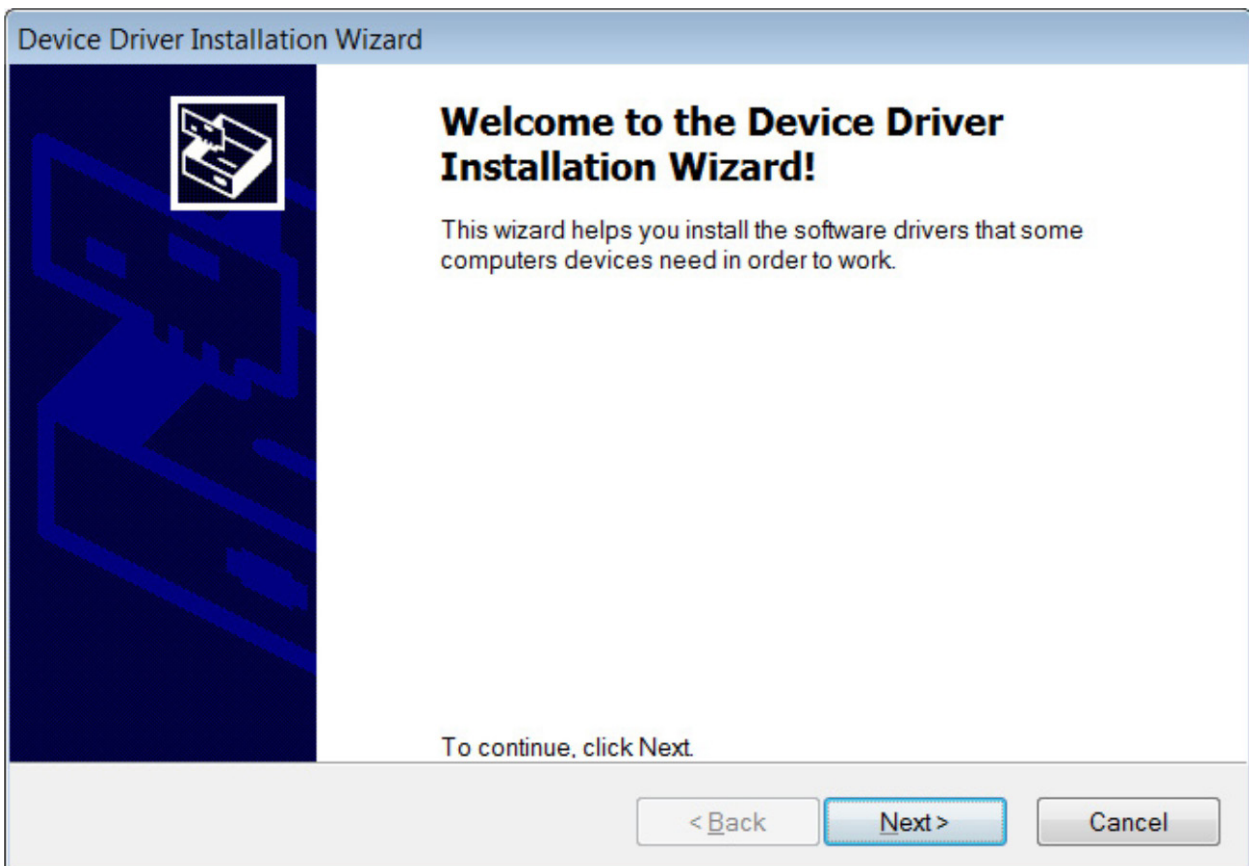 Device Driver Installation Wizard
Welcome to the Device Driver
Installation Wizard!
This wizard helps you install the software drivers that some
computers devices need in order to work.
To continue, click Next.
< Back
Next >
Cancel